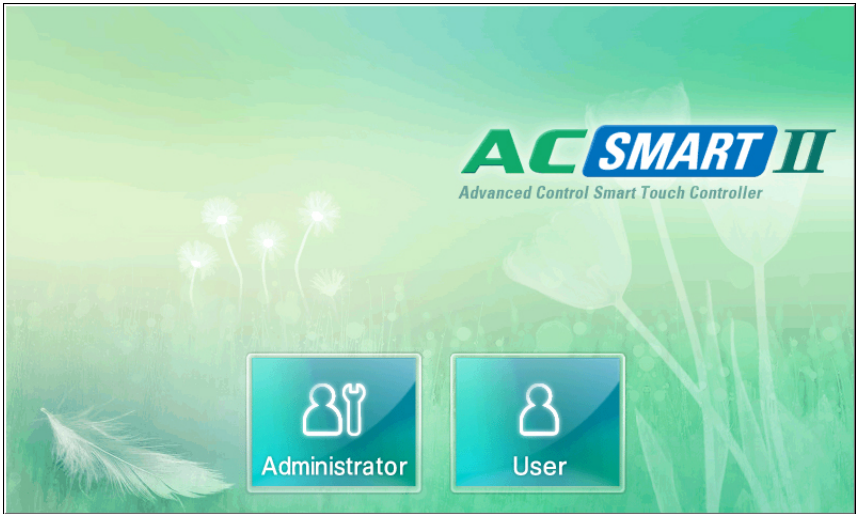 AC SMART II
Advanced Control Smart Touch Controller
Administrator
User